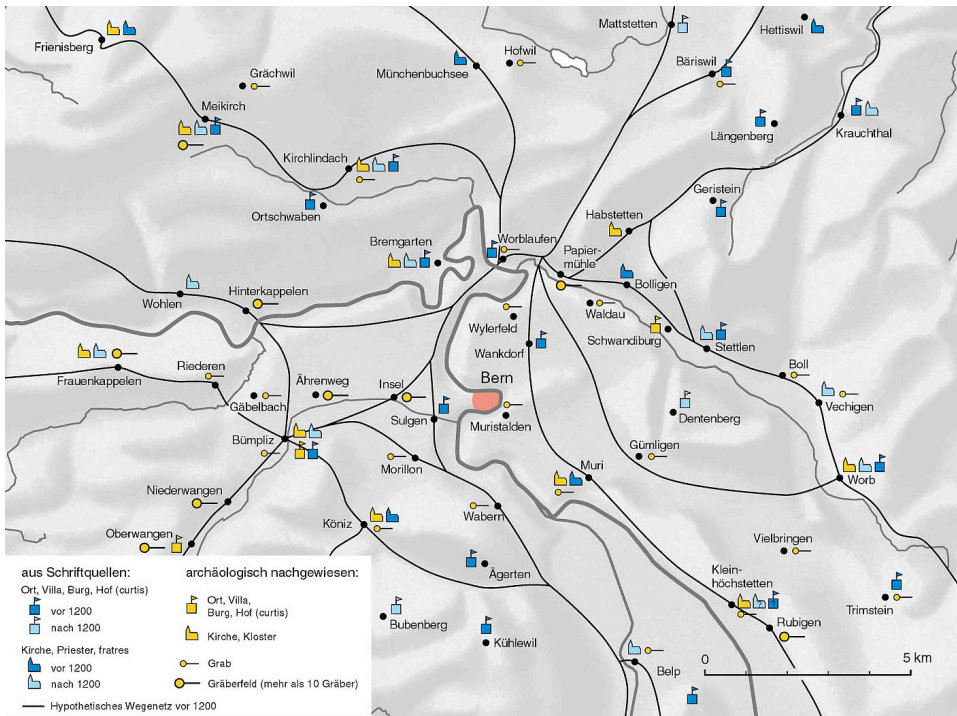 Frienisberg
Grächwil
Meikirch
Kirchlindach
Ortschwaben
Münchenbuchsee
Hofwil
Mattstetten
Hettiswil
Bäriswil
Längenberg
Krauchthal
Geristein
Habstetten
Bremgarten
Worblaufen
Papier-
mühle
Bolligen
Wohlen
Hinterkappelen
Waldau
Wylerfeld
Schwandiburg
Wankdorf
Stettlen
Frauenkappelen
Riederen
Gäbelbach
Ährenweg
Insel
Bern
Boll
Sulgen
Muristalden
Dentenberg
Vechigen
Bümpliz
Morillon
Gümligen
Muri
Worb
Niederwangen
Wabern
Köniz
Oberwangen
Vielbringen
Ägerten
Klein-
höchstetten
Trimstein
Bubenberg
Kühlewil
Rubigen
Belp
0 5 km
aus Schriftquellen:
Ort, Villa, Burg, Hof (curtis)
vor 1200
nach 1200
Kirche, Priester, fratres
vor 1200
nach 1200
Hypothetisches Wegenetz vor 1200
archäologisch nachgewiesen:
Ort, Villa,
Burg, Hof (curtis)
Kirche, Kloster
Grab
Gräberfeld (mehr als 10 Gräber)